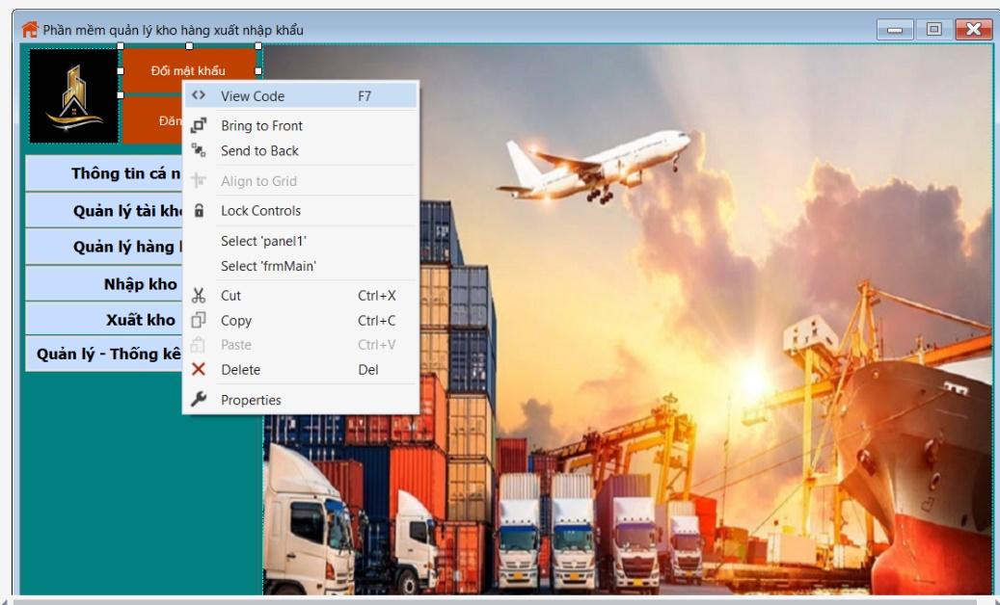 Phần mềm quản lý kho hàng xuất nhập khẩu
Đổi mật khẩu
Đăn
Thông tin cá n
Quản lý tài kh
Quản lý hàng
Nhập kho
Xuất kho
Quản lý - Thống kê
View Code F7
Bring to Front
Send to Back
Align to Grid
Lock Controls
Select 'panel1'
Select 'frmMain'
Cut Ctrl+X
Copy Ctrl+C
Paste Ctrl+V
Delete Del
Properties